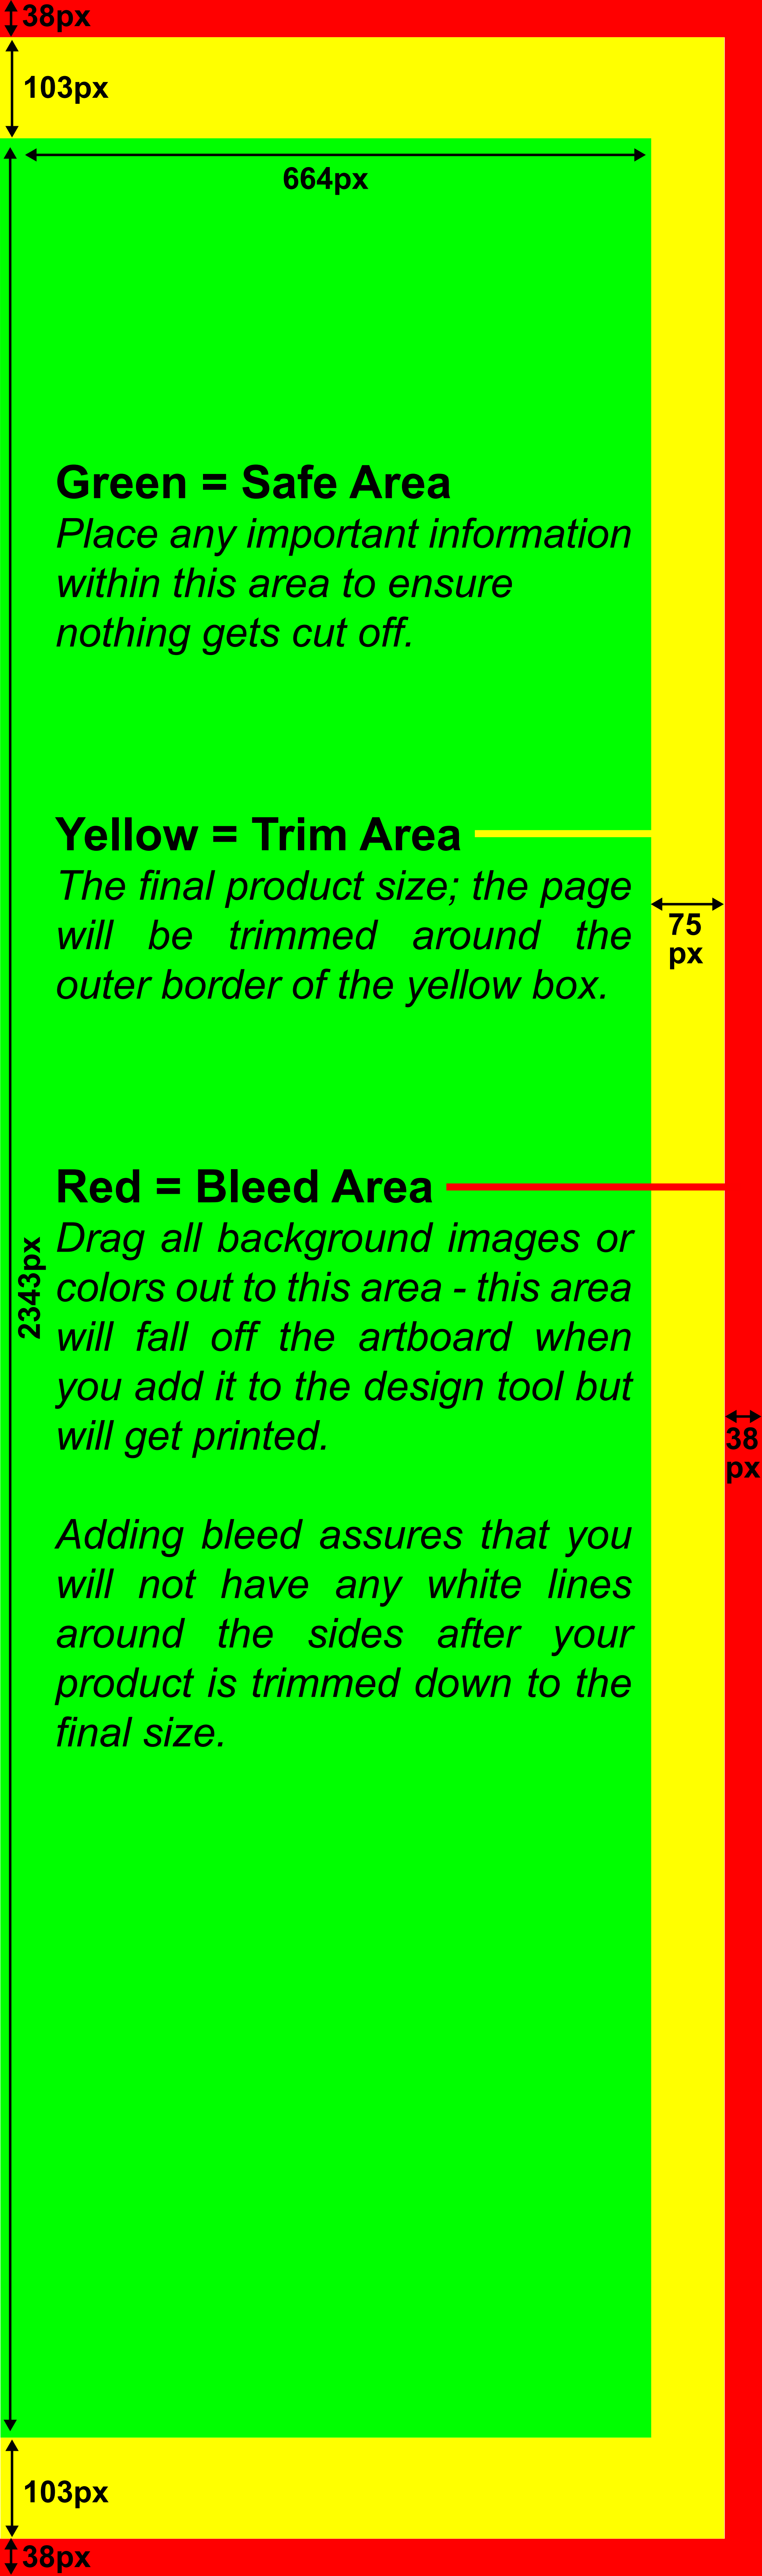 38px
103px
664px
Green = Safe Area
Place any important information
within this area to ensure
nothing gets cut off.
Yellow = Trim Area
The final product size; the page
will be trimmed around the
outer border of the yellow box.
75
px
Red = Bleed Area
Drag all background images or
colors out to this area - this area
will fall off the artboard when
you add it to the design tool but
will get printed.
2343px
38
px
Adding bleed assures that you
will not have any white lines
around the sides after your
product is trimmed down to the
final size.
103px
38px